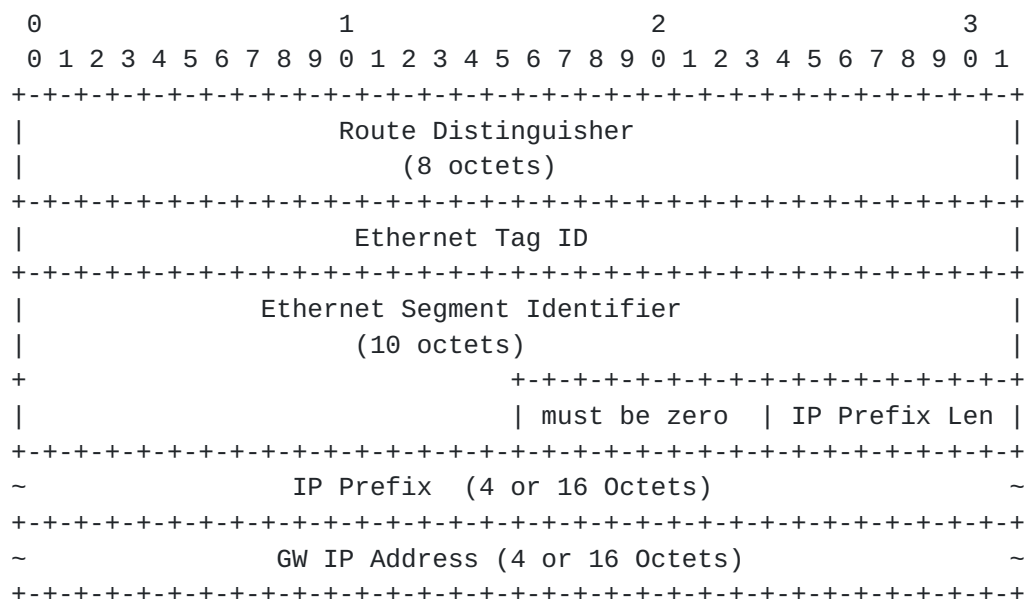 0                   1                   2                   3
 0 1 2 3 4 5 6 7 8 9 0 1 2 3 4 5 6 7 8 9 0 1 2 3 4 5 6 7 8 9 0 1
+-+-+-+-+-+-+-+-+-+-+-+-+-+-+-+-+-+-+-+-+-+-+-+-+-+-+-+-+-+-+-+-+
|                    Route Distinguisher                        |
|                        (8 octets)                             |
+-+-+-+-+-+-+-+-+-+-+-+-+-+-+-+-+-+-+-+-+-+-+-+-+-+-+-+-+-+-+-+-+
|                     Ethernet Tag ID                           |
+-+-+-+-+-+-+-+-+-+-+-+-+-+-+-+-+-+-+-+-+-+-+-+-+-+-+-+-+-+-+-+-+
|               Ethernet Segment Identifier                     |
|                     (10 octets)                               |
+                               +-+-+-+-+-+-+-+-+-+-+-+-+-+-+-+-+
|                               | must be zero  | IP Prefix Len |
+-+-+-+-+-+-+-+-+-+-+-+-+-+-+-+-+-+-+-+-+-+-+-+-+-+-+-+-+-+-+-+-+
~                 IP Prefix  (4 or 16 Octets)                   ~
+-+-+-+-+-+-+-+-+-+-+-+-+-+-+-+-+-+-+-+-+-+-+-+-+-+-+-+-+-+-+-+-+
~                GW IP Address (4 or 16 Octets)                 ~
+-+-+-+-+-+-+-+-+-+-+-+-+-+-+-+-+-+-+-+-+-+-+-+-+-+-+-+-+-+-+-+-+